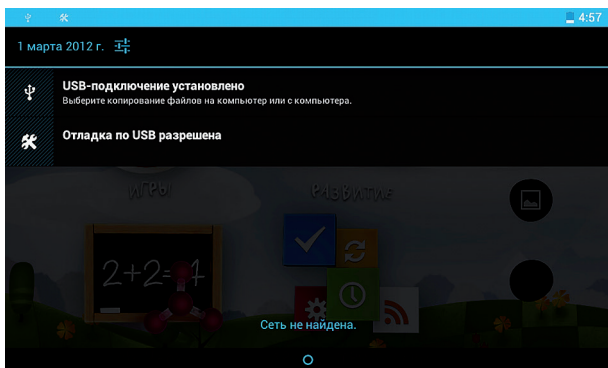 4:57
1 марта 2012 г.
USB-подключение установлено
Выберите копирование файлов на компьютер или с компьютера.
Отладка по USB разрешена
ИГРЫ
РАЗВИТИЕ
2+2=4
Сеть не найдена.